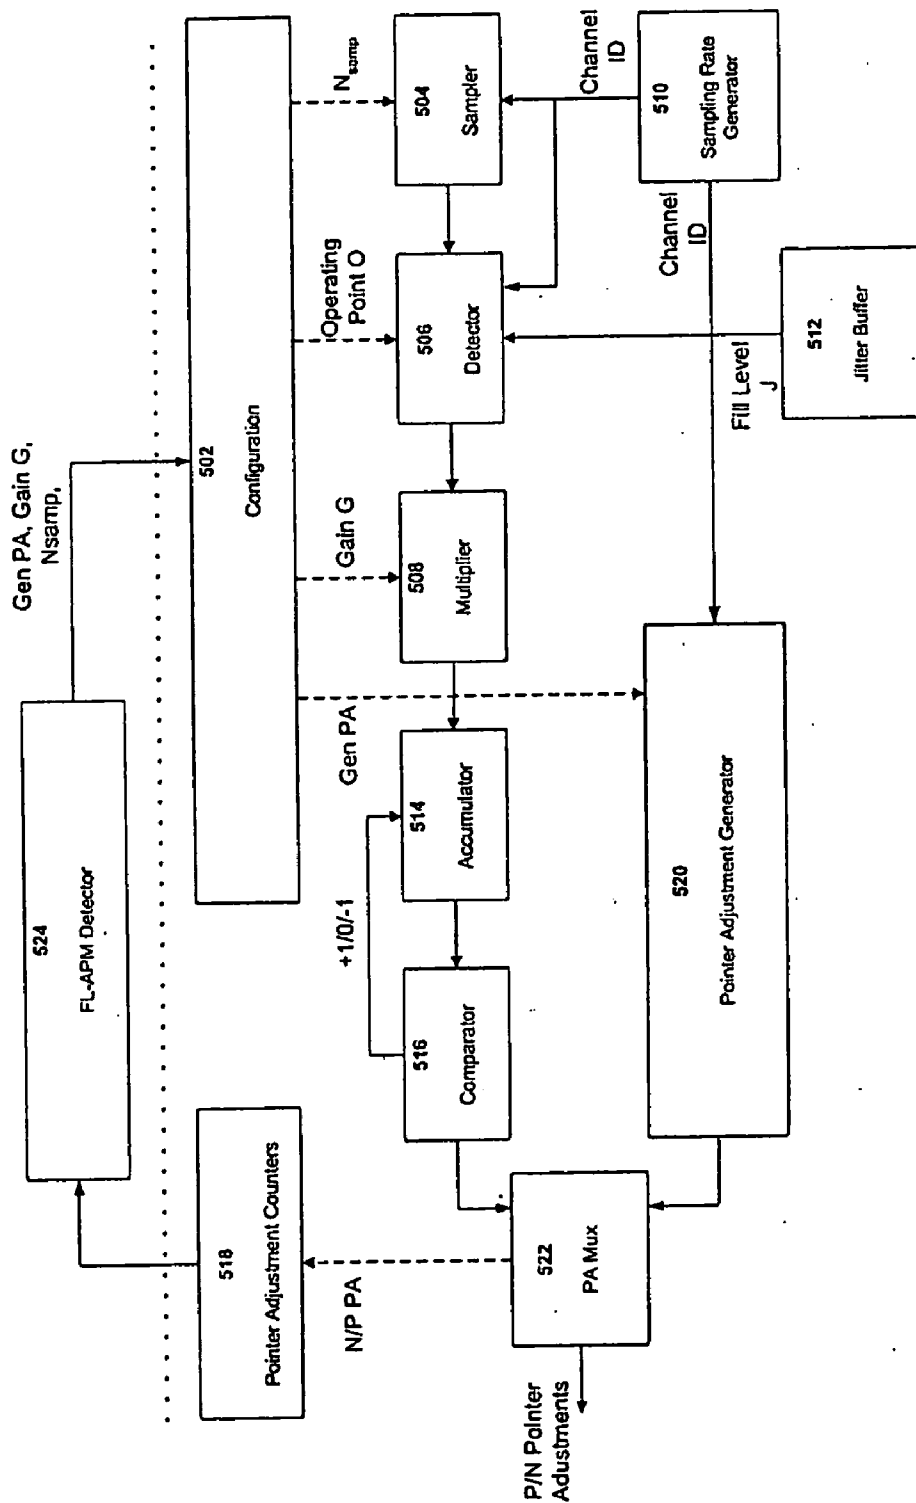 Gen PA, Gain G,
Nsamp,
524
FL-APM Detector
502
Configuration
518
Pointer Adjustment Counters
N/P PA
Gen PA
Gain G
Operating
Point O
Nsamp
504
Sampler
506
Detector
508
Multiplier
514
Accumulator
+1/0/-1
516
Comparator
522
PA Mux
P/N Pointer
Adustments
520
Pointer Adjustment Generator
Channel
ID
510
Sampling Rate
Generator
Channel
ID
Fill Level
J
512
Jitter Buffer